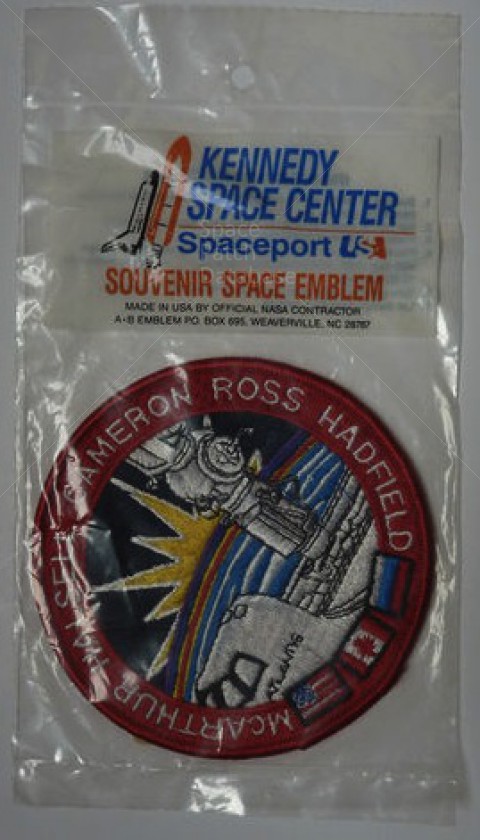 KENNEDY
SPACE CENTER
Spaceport USA
SOUVENIR SPACE EMBLEM
MADE IN USA BY OFFICIAL NASA CONTRACTOR
A-B EMBLEM P.O. BOX 695, WEAVERVILLE, NC 28787
CAMERON ROSS HADFIELD
MCARTHUR HALSELL